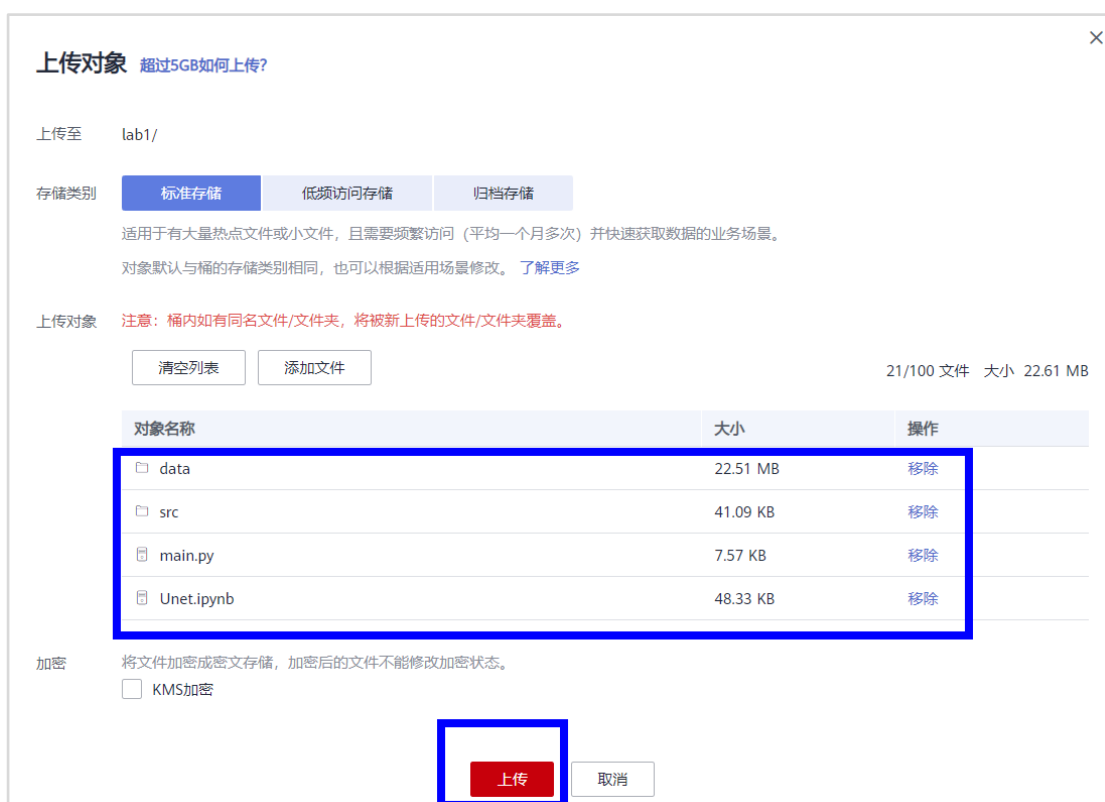 上传对象 超过5GB如何上传?
上传至 lab1/
存储类别 标准存储 低频访问存储 归档存储
适用于有大量热点文件或小文件，且需要频繁访问（平均一个月多次）并快速获取数据的业务场景。
对象默认与桶的存储类别相同，也可以根据适用场景修改。 了解更多
上传对象 注意：桶内如有同名文件/文件夹，将被新上传的文件/文件夹覆盖。
清空列表 添加文件 21/100 文件 大小 22.61 MB
对象名称 大小 操作
data 22.51 MB 移除
src 41.09 KB 移除
main.py 7.57 KB 移除
Unet.ipynb 48.33 KB 移除
加密 将文件加密成密文存储，加密后的文件不能修改加密状态。
KMS加密
上传 取消